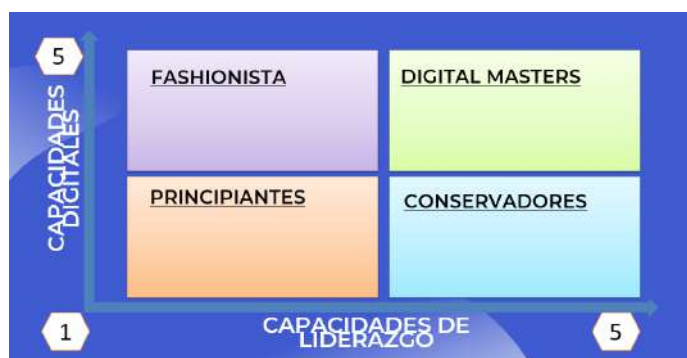 5
CAPACIDADES
DIGITALES
FASHIONISTA
DIGITAL MASTERS
PRINCIPIANTES
CONSERVADORES
1
CAPACIDADES DE
LIDERAZGO
5